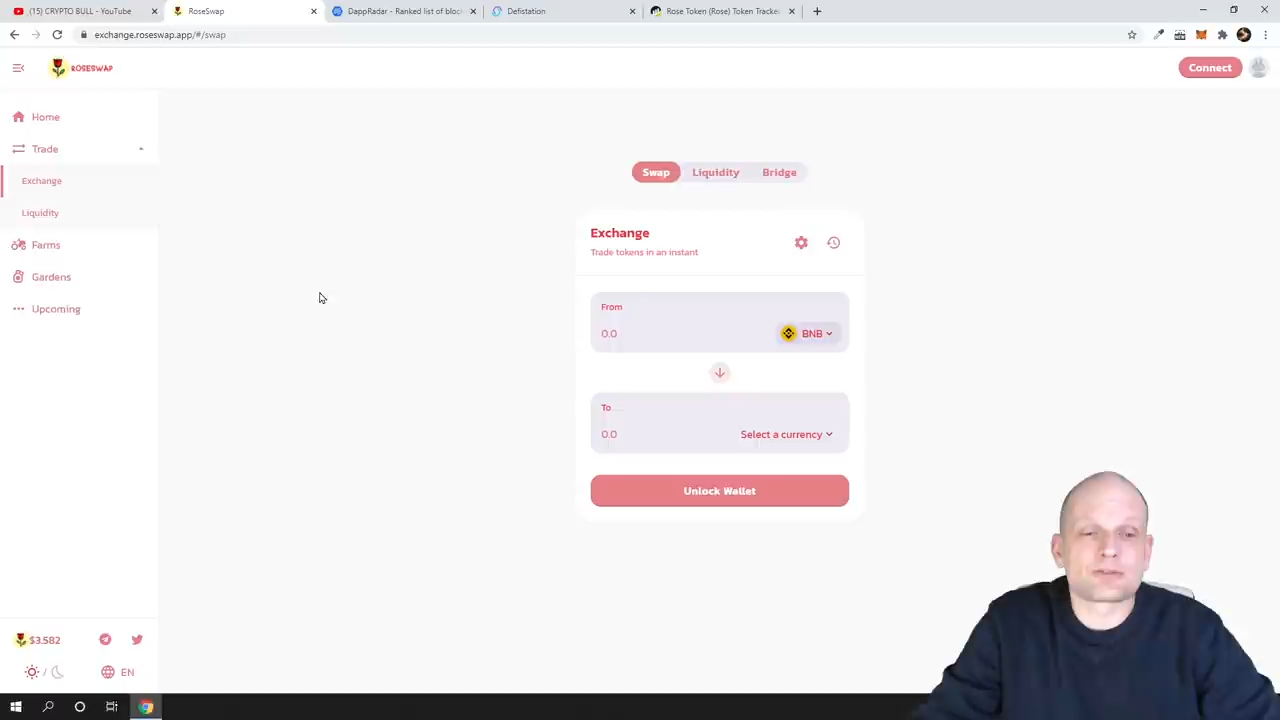 (15) CRYPTO BULL - YouTube
RoseSwap
DappRadar - Ranked list of bloc
Defistation
Rose Token (Rose) Token Tracker
exchange.roseswap.app/#/swap
ROSESWAP
Connect
Home
Trade
Exchange
Liquidity
Farms
Gardens
Upcoming
Swap
Liquidity
Bridge
Exchange
Trade tokens in an instant
From
0.0
BNB
To
0.0
Select a currency
Unlock Wallet
$3.582
/
EN